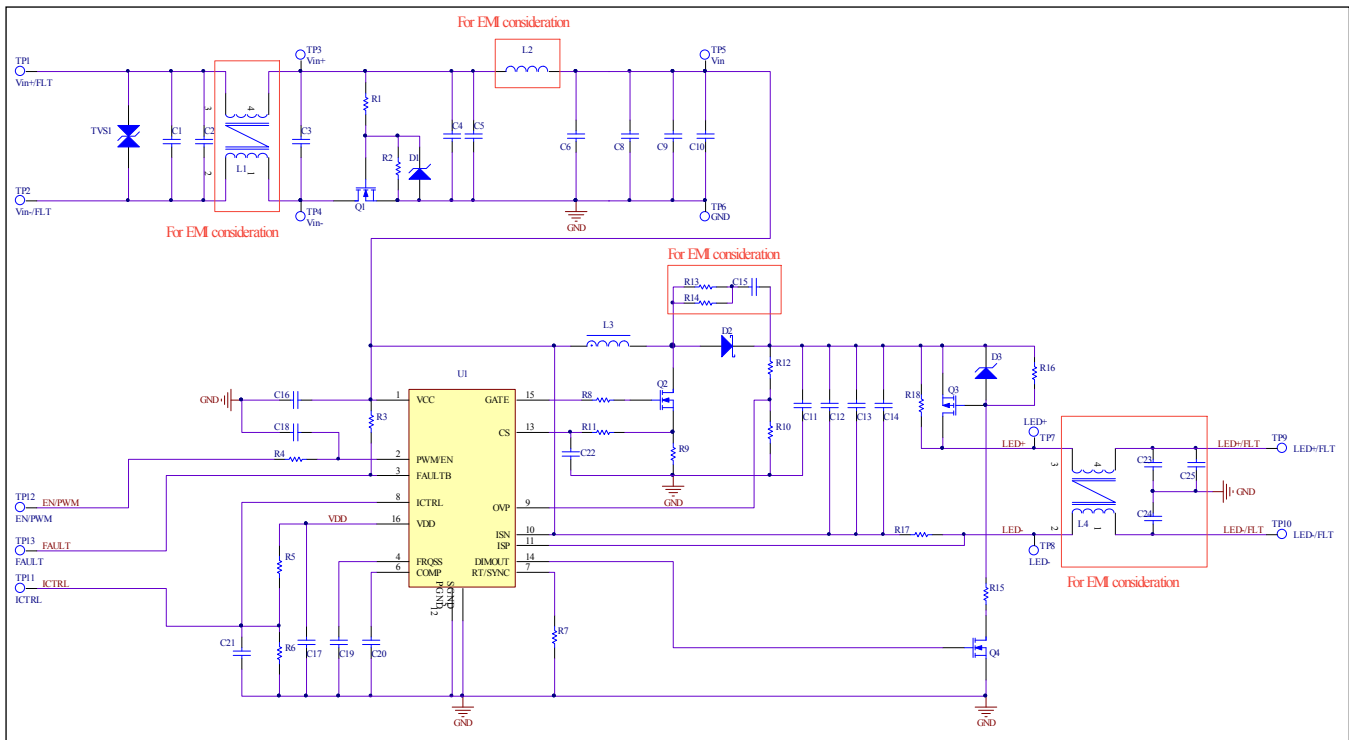 For EMI consideration
TP1
Vin+/FLT
TP3
Vin+
L2
TP5
Vin
R1
3
4
TVS1
C1
C2
C3
C4
C5
C6
C8
C9
C10
R2
D1
L1
2
1
TP2
Vin-/FLT
TP4
Vin-
Q1
GND
TP6
GND
For EMI consideration
For EMI consideration
R13
C15
R14
L3
D2
R12
D3
R16
U1
Q2
Q3
R18
GND
C16
1
VCC
GATE
15
R8
C11
C12
C13
C14
R3
C18
CS
13
R11
R10
LED+
TP7
LED+
LED+/FLT
TP9
LED+/FLT
R4
2
PWM/EN
C22
R9
3
4
C23
C25
3
FAULTB
GND
TP12
EN/PWM
EN/PWM
8
ICTRL
OVP
9
GND
C24
VDD
16
VDD
ISN
10
R17
LED-
2
L4
1
LED-/FLT
TP10
LED-/FLT
TP13
FAULT
FAULT
ISP
11
TP8
LED-
R5
4
FRQSS
DIMOUT
14
6
COMP
RT/SYNC
7
For EMI consideration
TP11
ICTRL
ICTRL
SGND
PGND
12
R15
C21
R6
C17
C19
C20
R7
Q4
GND
GND